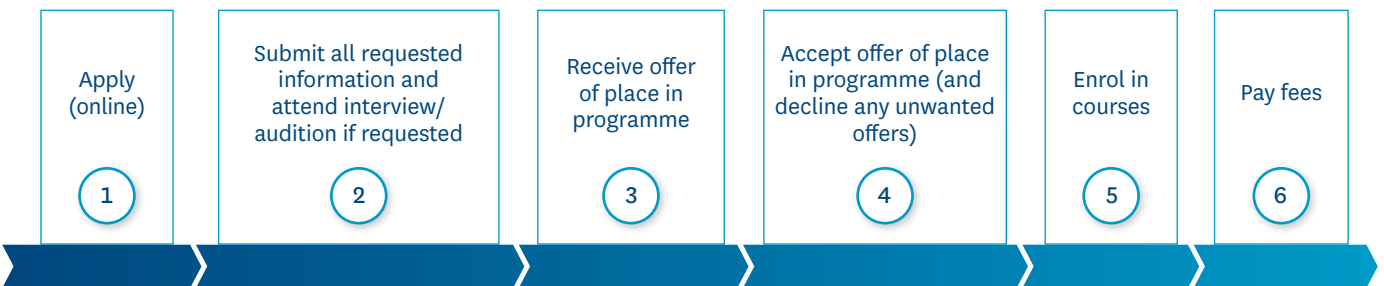 Apply
(online)
1
Submit all requested
information and
attend interview/
audition if requested
2
Receive offer
of place in
programme
3
Accept offer of place
in programme (and
decline any unwanted
offers)
4
Enrol in
courses
5
Pay fees
6